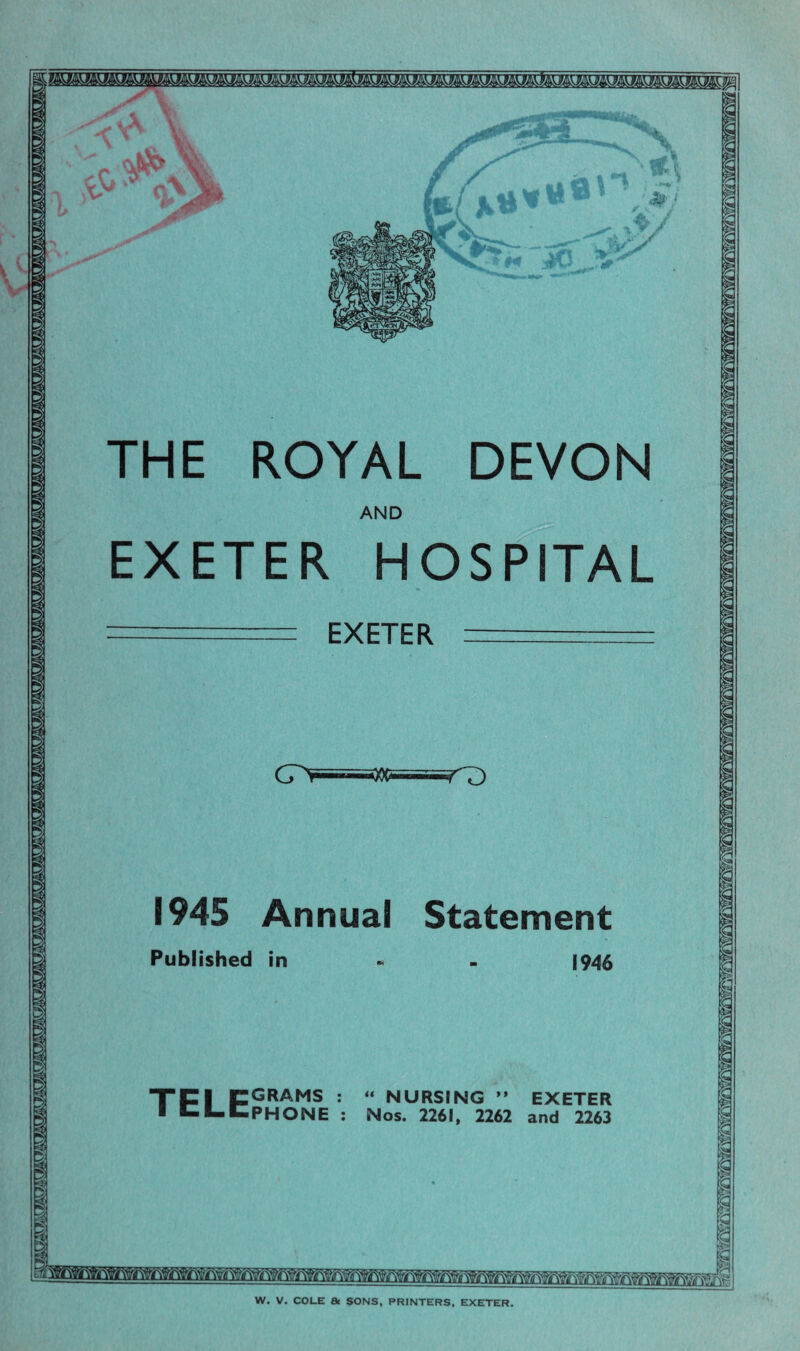 THE ROYAL DEVON
AND
EXETER HOSPITAL
EXETER
1945 Annual Statement
Published in - - 1946
TELEGRAMS : “ NURSING ” EXETER
TELEPHONE : Nos. 2261, 2262 and 2263
W. V. COLE & SONS, PRINTERS, EXETER.